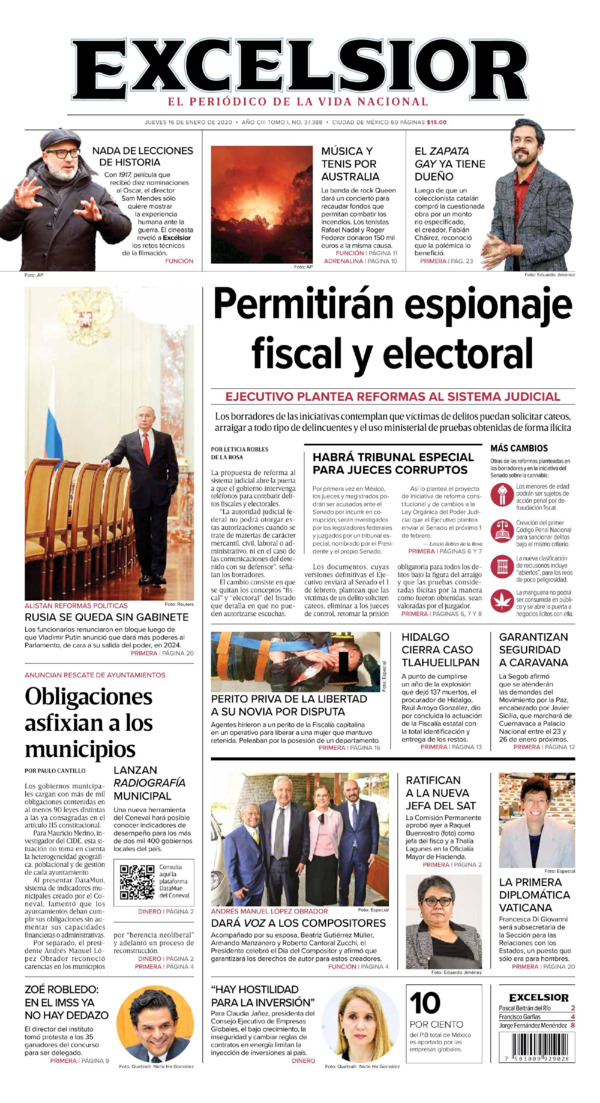 EXCELSIOR
EL PERIÓDICO DE LA VIDA NACIONAL
JUEVES 16 DE ENERO DE 2020 • AÑO CIII TOMO I, NO. 37,388 • CIUDAD DE MÉXICO 60 PÁGINAS $15.00
NADA DE LECCIONES
DE HISTORIA
Con 1917, película que
recibió diez nominaciones
al Oscar, el director
Sam Mendes sólo
quiere mostrar
la experiencia
humana ante la
guerra. El cineasta
reveló a Excélsior
los retos técnicos
de la filmación.
FUNCIÓN
Foto: AP
MÚSICA Y
TENIS POR
AUSTRALIA
La banda de rock Queen
dará un concierto para
recaudar fondos que
permitan combatir los
incendios. Los tenistas
Rafael Nadal y Roger
Federer donaron 150 mil
euros a la misma causa.
FUNCIÓN | PÁGINA 11
ADRENALINA | PÁGINA 10
Foto: AP
EL ZAPATA
GAY YA TIENE
DUEÑO
Luego de que un
coleccionista catalán
compró la cuestionada
obra por un monto
no especificado,
el creador, Fabián
Cháirez, reconoció
que la polémica lo
benefició.
PRIMERA | PÁG. 23
Foto: Eduardo Jiménez
Permitirán espionaje
fiscal y electoral
EJECUTIVO PLANTEA REFORMAS AL SISTEMA JUDICIAL
Los borradores de las iniciativas contemplan que víctimas de delitos puedan solicitar cateos,
arraigar a todo tipo de delincuentes y el uso ministerial de pruebas obtenidas de forma ilícita
POR LETICIA ROBLES
DE LA ROSA
La propuesta de reforma al
sistema judicial abre la puerta
a que el gobierno intervenga
teléfonos para combatir delitos fiscales y electorales.
“La autoridad judicial federal no podrá otorgar estas autorizaciones cuando se
trate de materias de carácter
mercantil, civil, laboral o administrativo, ni en el caso de
las comunicaciones del detenido con su defensor”, señalan los borradores.
El cambio consiste en que
se quitan los conceptos “fiscal” y “electoral” del listado
que detalla en qué no pueden autorizarse escuchas.
HABRÁ TRIBUNAL ESPECIAL
PARA JUECES CORRUPTOS
Por primera vez en México,
los jueces y magistrados podrán ser acusados ante el
Senado por incurrir en corrupción; serán investigados
por los legisladores federales
y juzgados por un tribunal especial, nombrado por el Presidente y el propio Senado.
Así lo plantea el proyecto
de iniciativa de reforma constitucional y de cambios a la
Ley Orgánica del Poder Judicial que el Ejecutivo plantea
enviar al Senado el próximo 1
de febrero.
— Leticia Robles de la Rosa
PRIMERA | PÁGINAS 6 Y 7
Los documentos, cuyas
versiones definitivas el Ejecutivo enviará al Senado el 1
de febrero, plantean que las
víctimas de un delito soliciten
cateos, eliminar a los jueces
de control, retomar la prisión
obligatoria para todos los delitos bajo la figura del arraigo
y que las pruebas consideradas ilícitas por la manera
como fueron obtenidas, sean
valoradas por el juzgador.
PRIMERA | PÁGINAS 6, 7 Y 8
MÁS CAMBIOS
Otras de las reformas planteadas en
los borradores y en la iniciativa del
Senado sobre la cannabis:
Los menores de edad
podrán ser sujetos de
acción penal por defraudación fiscal.
Creación del primer
Código Penal Nacional
para sancionar delitos
bajo el mismo criterio.
La nueva clasificación
de reclusorios incluye
“abiertos”, para los reos
de poca peligrosidad.
La mariguana no podrá
ser consumida en público y se abre la puerta a
negocios lícitos con ella.
Foto: Reuters
ALISTAN REFORMAS POLÍTICAS
RUSIA SE QUEDA SIN GABINETE
Los funcionarios renunciaron en bloque luego de
que Vladimir Putin anunció que dará más poderes al
Parlamento, de cara a su salida del poder, en 2024.
PRIMERA | PÁGINA 20
Foto: Especial
PERITO PRIVA DE LA LIBERTAD
A SU NOVIA POR DISPUTA
Agentes hirieron a un perito de la Fiscalía capitalina
en un operativo para liberar a una mujer que mantuvo
retenida. Peleaban por la posesión de un departamento.
PRIMERA | PÁGINA 16
HIDALGO
CIERRA CASO
TLAHUELILPAN
A punto de cumplirse
un año de la explosión
que dejó 137 muertos, el
procurador de Hidalgo,
Raúl Arroyo González, dio
por concluida la actuación
de la Fiscalía estatal con
la total identificación y
entrega de los restos.
PRIMERA | PÁGINA 13
GARANTIZAN
SEGURIDAD
A CARAVANA
La Segob afirmó
que se atenderán
las demandas del
Movimiento por la Paz,
encabezado por Javier
Sicilia, que marchará de
Cuernavaca a Palacio
Nacional entre el 23 y
26 de enero próximos.
PRIMERA | PÁGINA 12
ANUNCIAN RESCATE DE AYUNTAMIENTOS
Obligaciones
asfixian a los
municipios
POR PAULO CANTILLO
Los gobiernos municipales cargan con más de mil
obligaciones contenidas en
al menos 90 leyes distintas
a las ya consagradas en el
artículo 115 constitucional.
Para Mauricio Merino, investigador del CIDE, esta situación no toma en cuenta
la heterogeneidad geográfica, poblacional y de gestión
de cada ayuntamiento.
Al presentar DataMun,
sistema de indicadores municipales creado por el Coneval, lamentó que los
ayuntamientos deban cumplir sus obligaciones sin aumentar sus capacidades
financieras o administrativas.
Por separado, el presidente Andrés Manuel López Obrador reconoció
carencias en los municipios
LANZAN
RADIOGRAFÍA
MUNICIPAL
Una nueva herramienta
del Coneval hará posible
conocer indicadores de
desempeño para los más
de dos mil 400 gobiernos
locales del país.
Consulta
aquí la
plataforma
DataMun
del Coneval
DINERO | PÁGINA 2
por “herencia neoliberal”
y adelantó un proceso de
reconstrucción.
DINERO | PÁGINA 2
PRIMERA | PÁGINA 4
Foto: Especial
ANDRÉS MANUEL LÓPEZ OBRADOR
DARÁ VOZ A LOS COMPOSITORES
Acompañado por su esposa, Beatriz Gutiérrez Müller,
Armando Manzanero y Roberto Cantoral Zucchi, el
Presidente celebró el Día del Compositor y afirmó que
garantizará los derechos de autor para estos creadores.
FUNCIÓN | PÁGINA 4
RATIFICAN
A LA NUEVA
JEFA DEL SAT
La Comisión Permanente
aprobó ayer a Raquel
Buenrostro (foto) como
jefa del fisco y a Thalía
Lagunes en la Oficialía
Mayor de Hacienda.
PRIMERA | PÁGINA 2
Foto: Eduardo Jiménez
Foto: Especial
LA PRIMERA
DIPLOMÁTICA
VATICANA
Francesca Di Giovanni
será subsecretaria de
la Sección para las
Relaciones con los
Estados, un puesto que
sólo era para hombres.
PRIMERA | PÁGINA 20
ZOÉ ROBLEDO:
EN EL IMSS YA
NO HAY DEDAZO
El director del instituto
tomó protesta a los 35
ganadores del concurso
para ser delegado.
PRIMERA | PÁGINA 9
Foto: Quetzalli Nicte Ha González
“HAY HOSTILIDAD
PARA LA INVERSIÓN”
Para Claudia Jañez, presidenta del
Consejo Ejecutivo de Empresas
Globales, el bajo crecimiento, la
inseguridad y cambiar reglas de
contratos en energía limitan la
inyección de inversiones al país.
DINERO
Foto: Quetzalli Nicte Ha González
10
POR CIENTO
del PIB total de México
es aportado por las
empresas globales.
EXCELSIOR
Pascal Beltrán del Río 2
Francisco Garfias 4
Jorge Fernández Menéndez 8
7 503009 929028